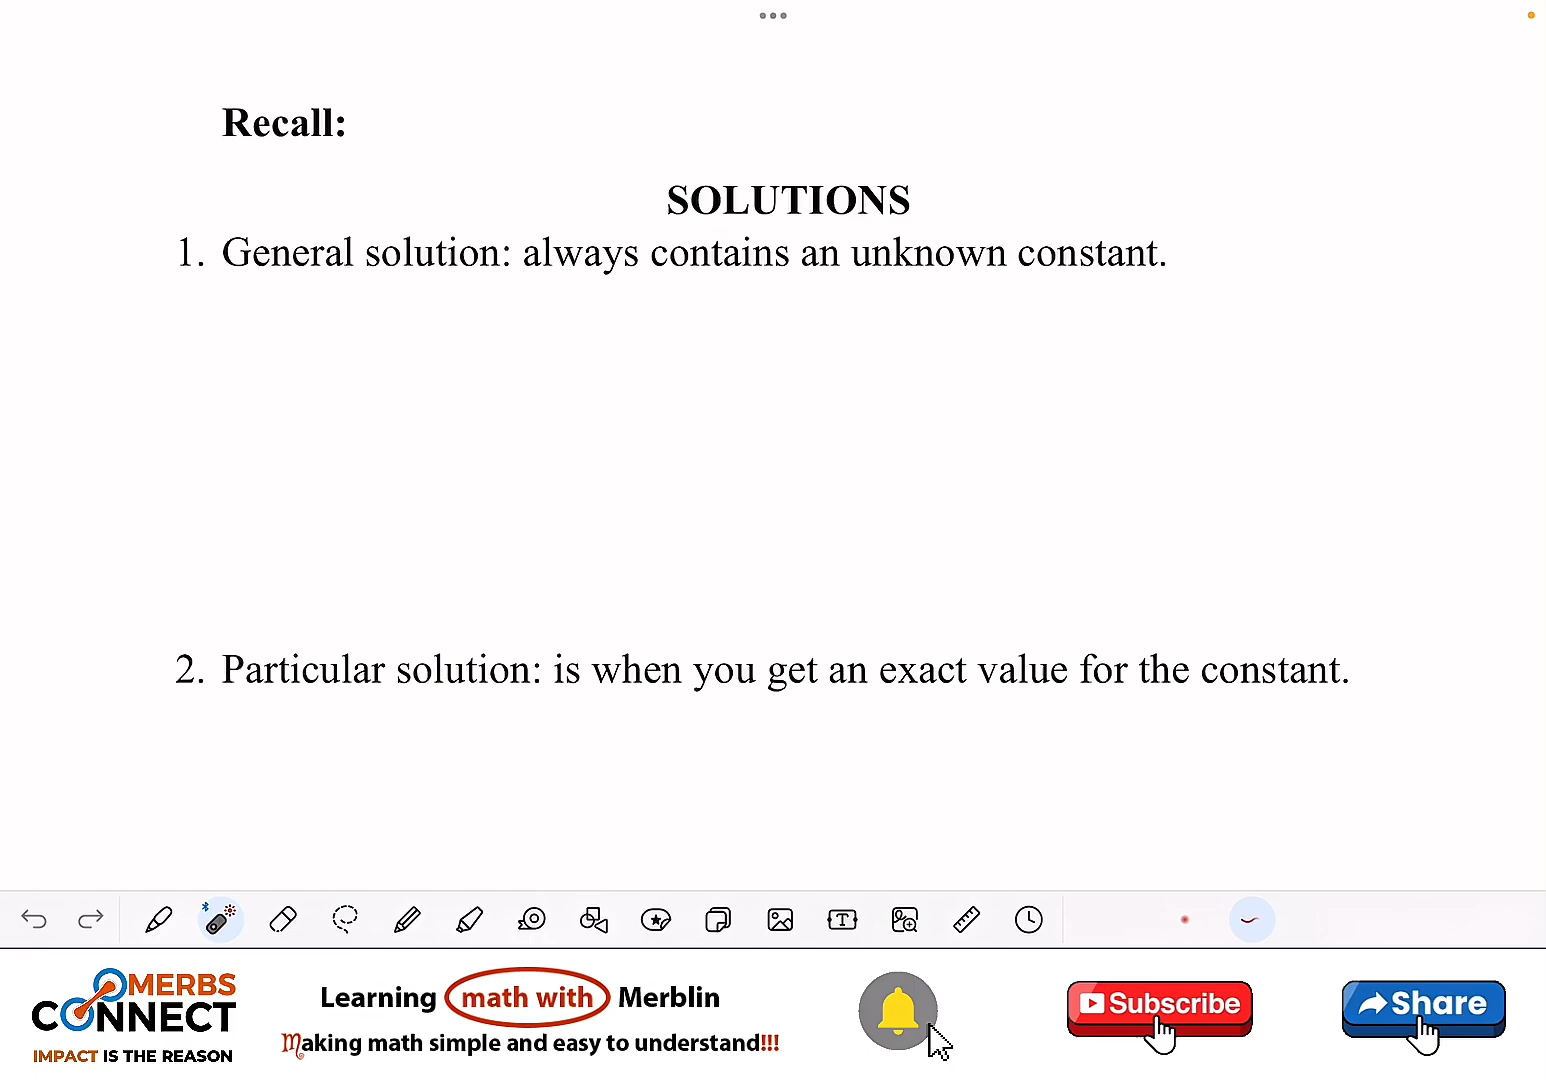 Recall:
SOLUTIONS
1. General solution: always contains an unknown constant.
2. Particular solution: is when you get an exact value for the constant.
MERBS
CONNECT
IMPACT IS THE REASON
Learning math with Merblin
Making math simple and easy to understand!!!
Subscribe
Share